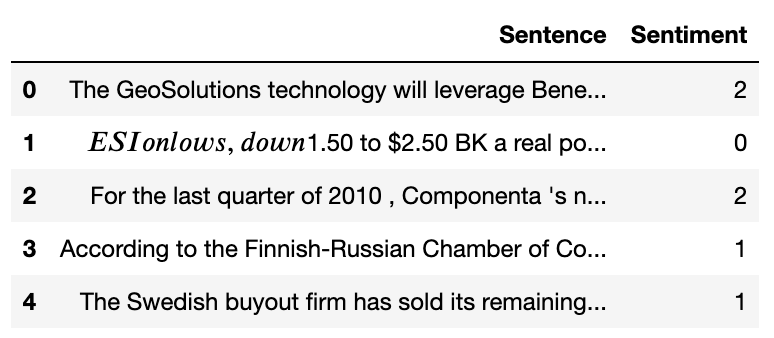 Sentence Sentiment
0 The GeoSolutions technology will leverage Bene... 2
1 ESIonlows, down1.50 to $2.50 BK a real po... 0
2 For the last quarter of 2010 , Componenta 's n... 2
3 According to the Finnish-Russian Chamber of Co... 1
4 The Swedish buyout firm has sold its remaining... 1